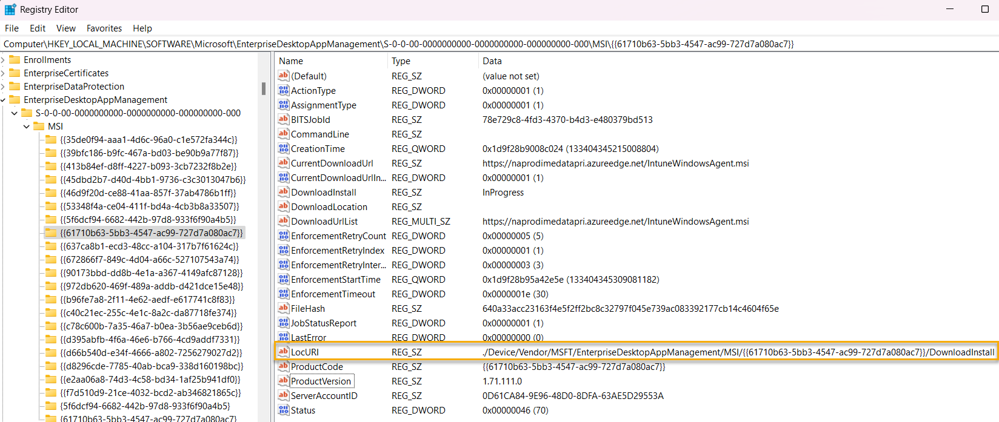 Registry Editor
File Edit View Favorites Help
Computer\HKEY_LOCAL_MACHINE\SOFTWARE\Microsoft\EnterpriseDesktopAppManagement\S-0-0-00-0000000000-0000000000-000000000-000\MSI\{{61710b63-5bb3-4547-ac99-727d7a080ac7}}
Enrollments
EnterpriseCertificates
EnterpriseDataProtection
EnterpriseDesktopAppManagement
S-0-0-00-0000000000-0000000000-000000000-000
MSI
{{35de0f94-aaa1-4d6c-96a0-c1e572fa344c}}
{{39bfc186-b9fc-467a-bd03-be90b9a77f87}}
{{413b84ef-d8ff-4227-b093-3cb7232f8b2e}}
{{45dbd2b7-d40d-4bb1-9736-c3c3013047b6}}
{{46d9f20d-ce88-41aa-857f-37ab4786b1ff}}
{{53348f4a-ce04-411f-bd4a-4cb3b8a33507}}
{{5f6dcf94-6682-442b-97d8-933f6f90a4b5}}
{{61710b63-5bb3-4547-ac99-727d7a080ac7}}
{{637ca8b1-ecd3-48cc-a104-317b7f61624c}}
{{672866f7-849c-4d04-a66c-527107543a74}}
{{90173bbd-dd8b-4e1a-a367-4149afc87128}}
{{972db620-469f-489a-addb-d421dce15e48}}
{{b96fe7a8-2f11-4e62-aedf-e617741c8f83}}
{{c40c21ec-255c-4e1c-8a2c-da87718fe374}}
{{c78c600b-7a35-46a7-b0ea-3b56ae9ceb6d}}
{{d395abfb-4f6a-46e6-b766-4cd9addf7331}}
{{d66b540d-e34f-4666-a802-7256279027d2}}
{{d8296cde-7785-40ab-bca9-338d160198bc}}
{{e2aa06a8-74d3-4c58-bd34-1af25b941df0}}
{{f7d510d9-21ce-4032-bcd2-ab346821865c}}
{5f6dcf94-6682-442b-97d8-933f6f90a4b5}
{61710b63-5bb3-4547-ac99-727d7a080ac7}
Name Type Data
(Default) REG_SZ (value not set)
ActionType REG_DWORD 0x00000001 (1)
AssignmentType REG_DWORD 0x00000001 (1)
BITSJobId REG_SZ 78e729c8-4fd3-4370-b4d3-e480379bd513
CommandLine REG_SZ
CreationTime REG_QWORD 0x1d9f28b9008c024 (133404345215008804)
CurrentDownloadUrl REG_SZ https://naprodimedatapri.azureedge.net/IntuneWindowsAgent.msi
CurrentDownloadUrlIn... REG_DWORD 0x00000001 (1)
DownloadInstall REG_SZ InProgress
DownloadLocation REG_SZ
DownloadUrlList REG_MULTI_SZ https://naprodimedatapri.azureedge.net/IntuneWindowsAgent.msi
EnforcementRetryCount REG_DWORD 0x00000005 (5)
EnforcementRetryIndex REG_DWORD 0x00000001 (1)
EnforcementRetryInter... REG_DWORD 0x00000003 (3)
EnforcementStartTime REG_QWORD 0x1d9f28b95a42e5e (133404345309081182)
EnforcementTimeout REG_DWORD 0x0000001e (30)
FileHash REG_SZ 640a33acc23163f4e5f2ff2bc8c32797f045e739ac083392177cb14c4604f65e
JobStatusReport REG_DWORD 0x00000001 (1)
LastError REG_DWORD 0x00000000 (0)
LocURI REG_SZ ./Device/Vendor/MSFT/EnterpriseDesktopAppManagement/MSI/{{61710b63-5bb3-4547-ac99-727d7a080ac7}}/DownloadInstall
ProductCode REG_SZ {{61710b63-5bb3-4547-ac99-727d7a080ac7}}
ProductVersion REG_SZ 1.71.111.0
ServerAccountID REG_SZ 0D61CA84-9E96-48D0-8DFA-63AE5D29553A
Status REG_DWORD 0x00000046 (70)